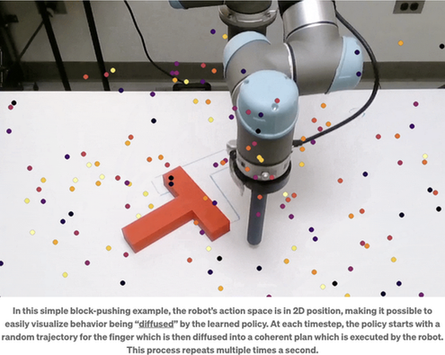 In this simple block-pushing example, the robot's action space is in 2D position, making it possible to
easily visualize behavior being “diffused” by the learned policy. At each timestep, the policy starts with a
random trajectory for the finger which is then diffused into a coherent plan which is executed by the robot.
This process repeats multiple times a second.